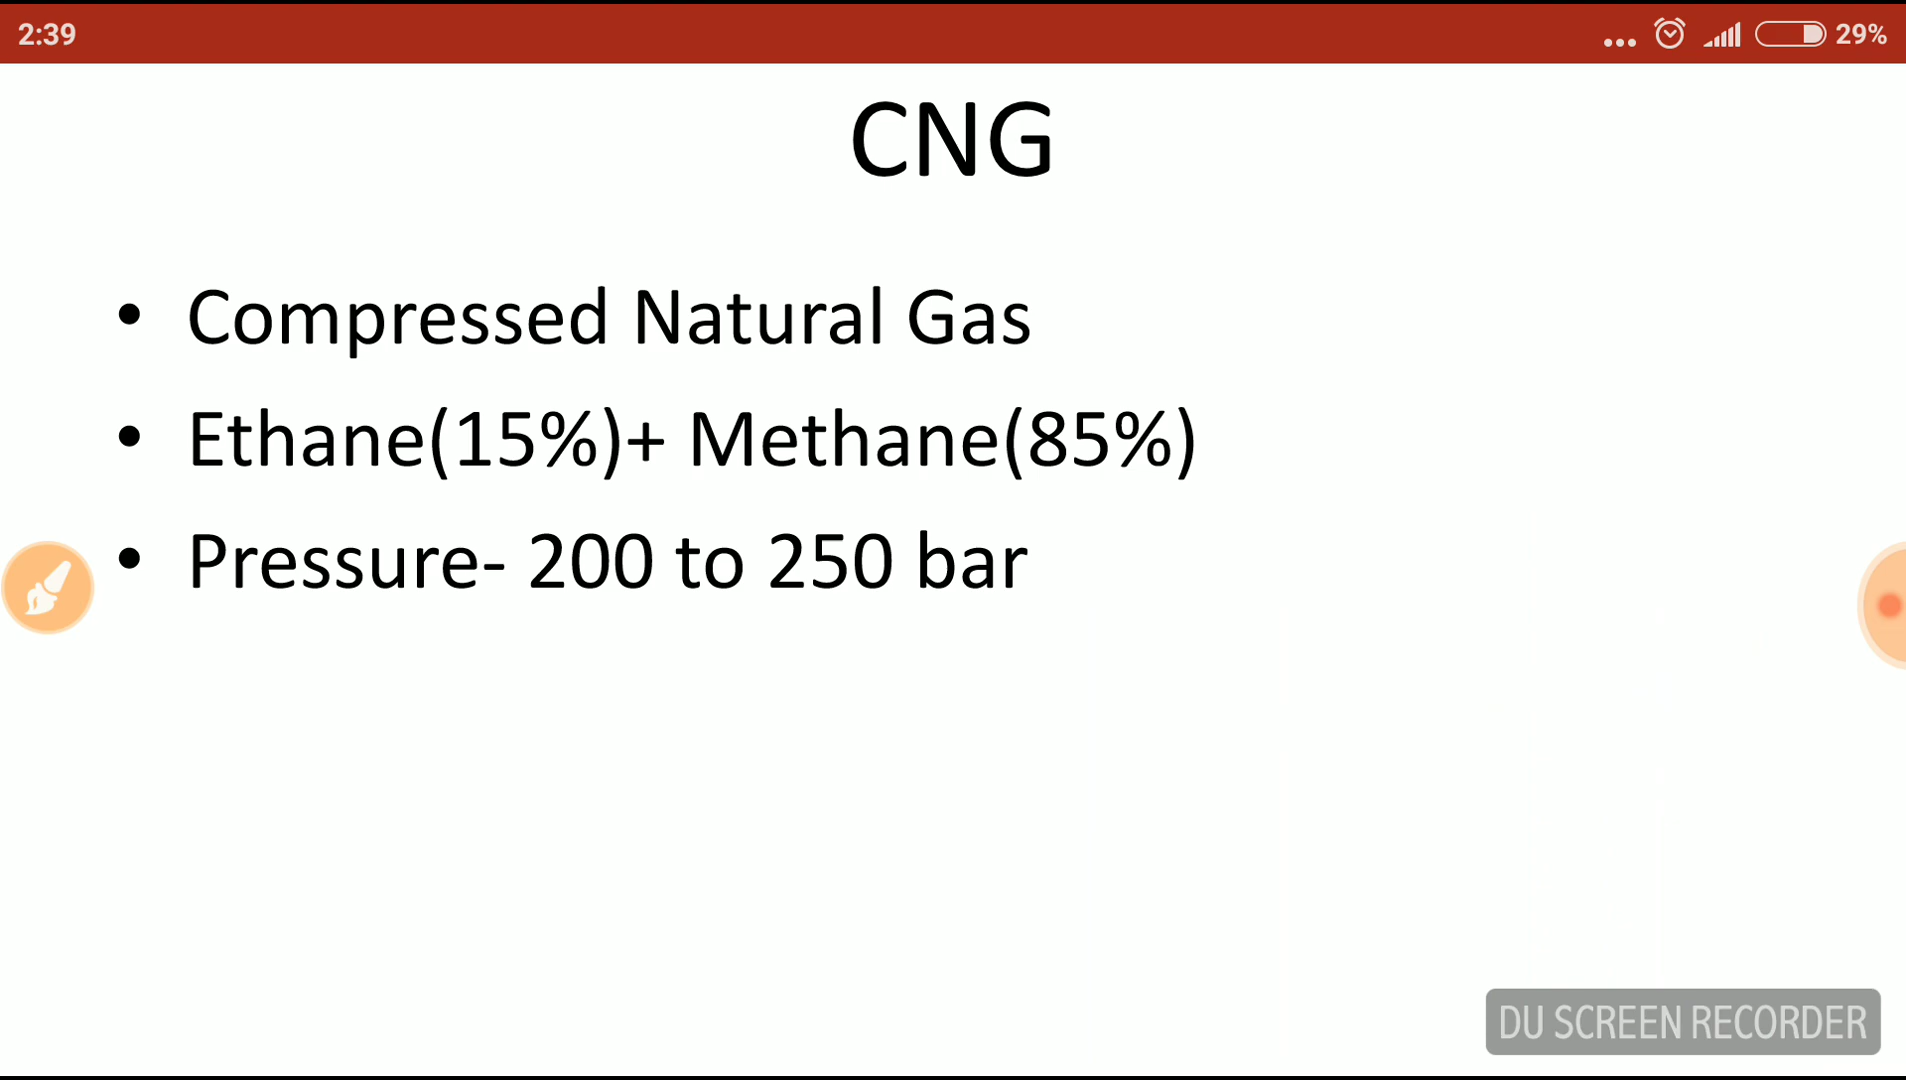 2:39
29%
CNG
• Compressed Natural Gas
• Ethane(15%)+ Methane(85%)
• Pressure- 200 to 250 bar
DU SCREEN RECORDER